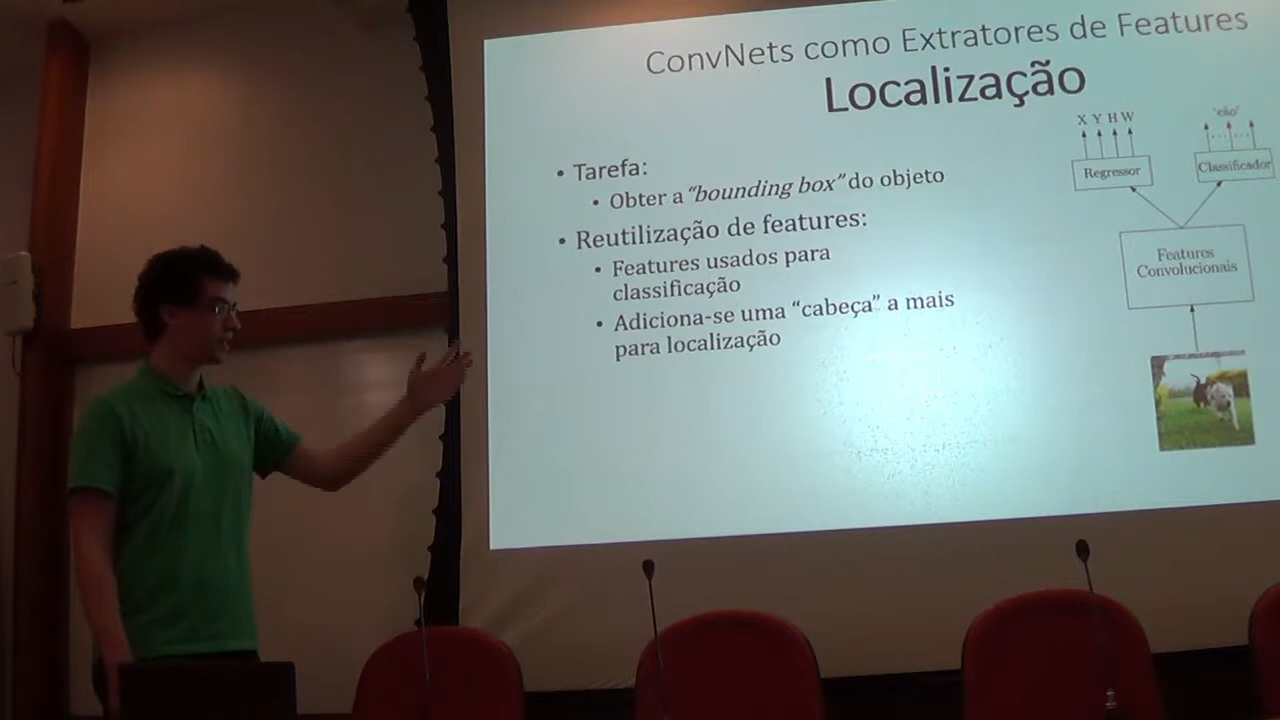 ConvNets como Extratores de Features
Localização
• Tarefa:
• Obter a “bounding box” do objeto
• Reutilização de features:
• Features usados para
classificação
• Adiciona-se uma “cabeça” a mais
para localização
X Y H W
"cão"
Regressor
Classificador
Features
Convolucionais